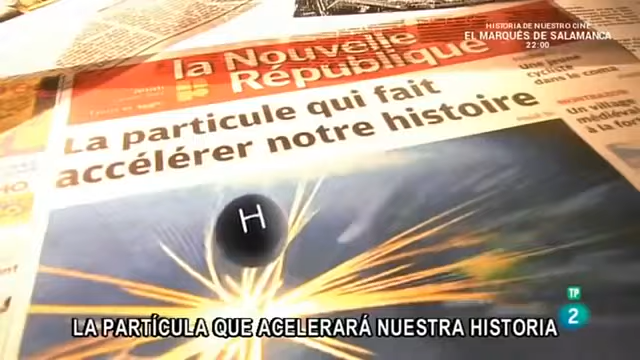 HISTORIA DE NUESTRO CINE
EL MARQUÉS DE SALAMANCA
22:00
la Nouvelle
République
La particule qui fait
accélérer notre histoire
Une jeune
cycliste
dans le coma
Un village
médiéval
HO
H
LA PARTÍCULA QUE ACELERARÁ NUESTRA HISTORIA
TP
2